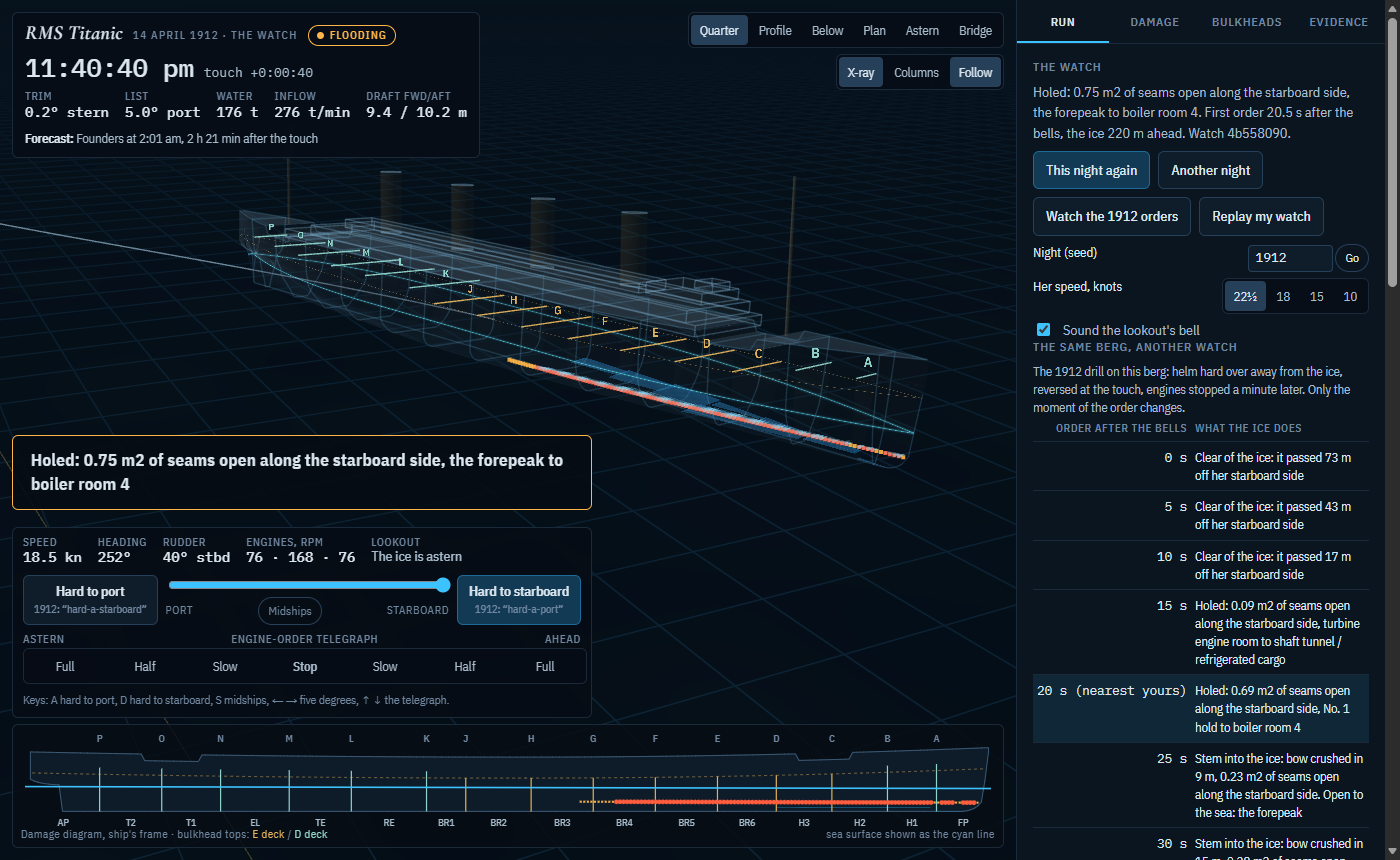 RMS Titanic 14 APRIL 1912 · THE WATCH FLOODING
11:40:40 pm touch +0:00:40
TRIM LIST WATER INFLOW DRAFT FWD/AFT
0.2° stern 5.0° port 176 t 276 t/min 9.4 / 10.2 m
Forecast: Founders at 2:01 am, 2 h 21 min after the touch
Quarter Profile Below Plan Astern Bridge
X-ray Columns Follow
P O N M L K J H G F E D C B A
Holed: 0.75 m2 of seams open along the starboard side, the forepeak to
boiler room 4
SPEED HEADING RUDDER ENGINES, RPM LOOKOUT
18.5 kn 252° 40° stbd 76 · 168 · 76 The ice is astern
Hard to port
1912: “hard-a-starboard”
PORT Midships STARBOARD
Hard to starboard
1912: “hard-a-port”
ASTERN ENGINE-ORDER TELEGRAPH AHEAD
Full Half Slow Stop Slow Half Full
Keys: A hard to port, D hard to starboard, S midships, ← → five degrees, ↑ ↓ the telegraph.
P O N M L K J H G F E D C B A
AP T2 T1 EL TE RE BR1 BR2 BR3 BR4 BR5 BR6 H3 H2 H1 FP
Damage diagram, ship's frame · bulkhead tops: E deck / D deck sea surface shown as the cyan line
RUN DAMAGE BULKHEADS EVIDENCE
THE WATCH
Holed: 0.75 m2 of seams open along the starboard side,
the forepeak to boiler room 4. First order 20.5 s after the
bells, the ice 220 m ahead. Watch 4b558090.
This night again Another night
Watch the 1912 orders Replay my watch
Night (seed) 1912 Go
Her speed, knots 22½ 18 15 10
Sound the lookout's bell
THE SAME BERG, ANOTHER WATCH
The 1912 drill on this berg: helm hard over away from the ice,
reversed at the touch, engines stopped a minute later. Only the
moment of the order changes.
ORDER AFTER THE BELLS WHAT THE ICE DOES
0 s Clear of the ice: it passed 73 m
off her starboard side
5 s Clear of the ice: it passed 43 m
off her starboard side
10 s Clear of the ice: it passed 17 m
off her starboard side
15 s Holed: 0.09 m2 of seams open
along the starboard side, turbine
engine room to shaft tunnel /
refrigerated cargo
20 s (nearest yours) Holed: 0.69 m2 of seams open
along the starboard side, No. 1
hold to boiler room 4
25 s Stem into the ice: bow crushed in
9 m, 0.23 m2 of seams open
along the starboard side. Open to
the sea: the forepeak
30 s Stem into the ice: bow crushed in